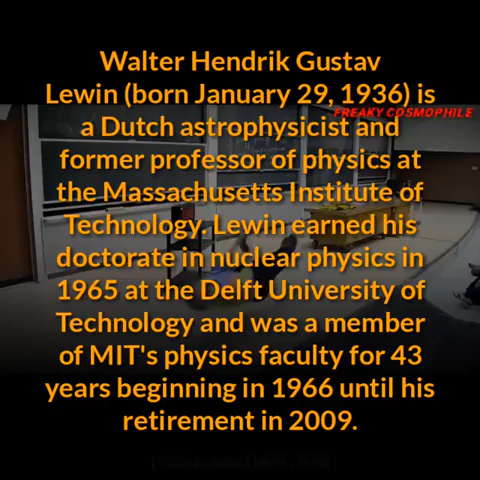 Walter Hendrik Gustav
Lewin (born January 29, 1936) is
FREAKY COSMOPHILE
a Dutch astrophysicist and
former professor of physics at
the Massachusetts Institute of
Technology. Lewin earned his
doctorate in nuclear physics in
1965 at the Delft University of
Technology and was a member
of MIT's physics faculty for 43
years beginning in 1966 until his
retirement in 2009.